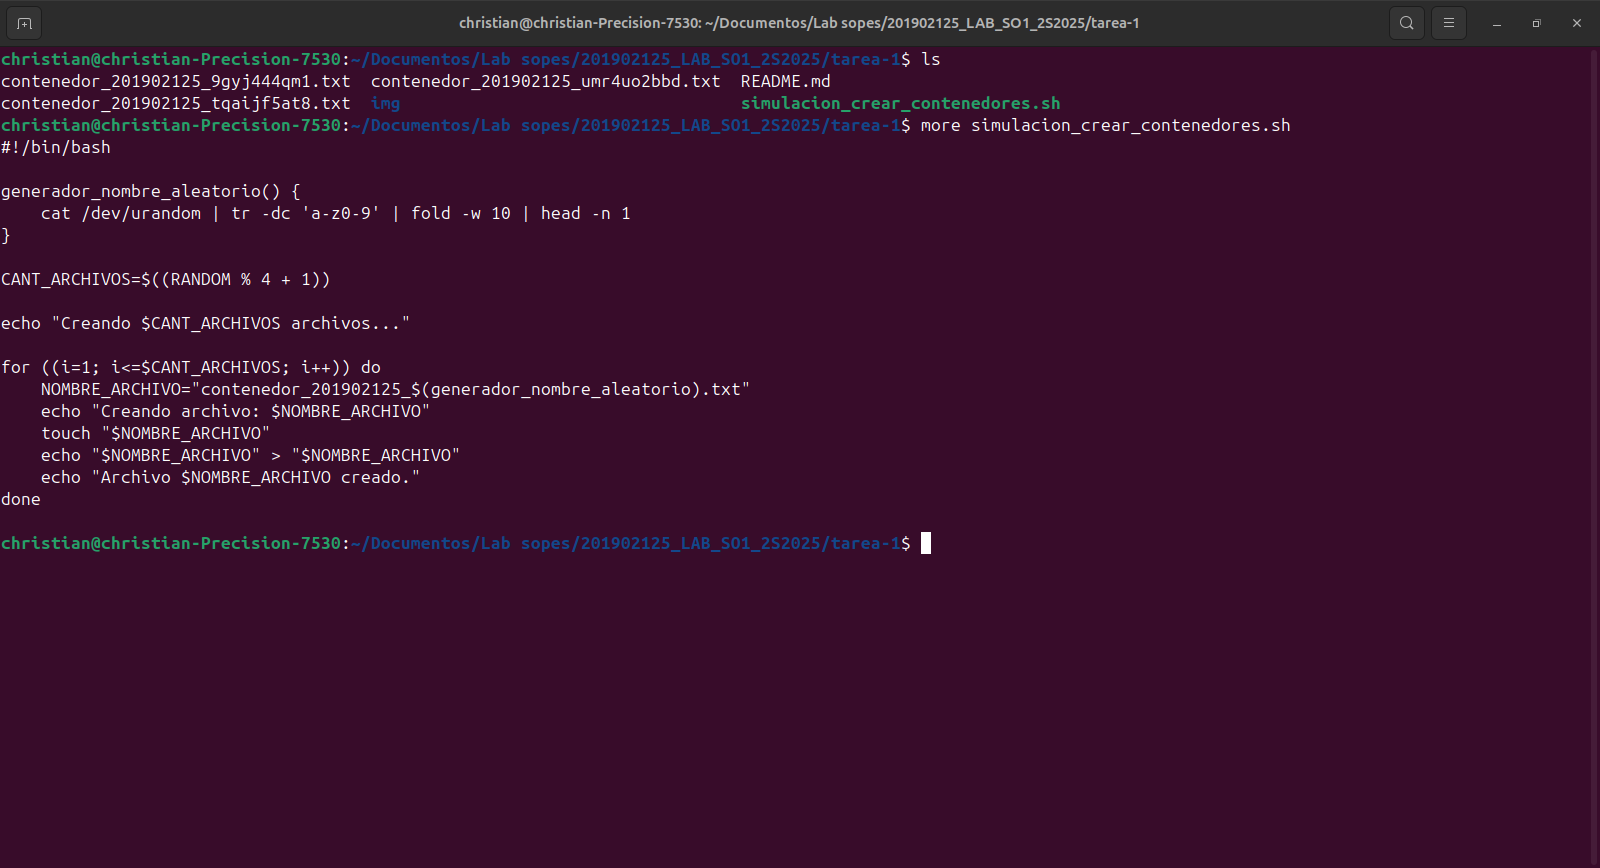 christian@christian-Precision-7530: ~/Documentos/Lab sopes/201902125_LAB_SO1_2S2025/tarea-1
christian@christian-Precision-7530:~/Documentos/Lab sopes/201902125_LAB_SO1_2S2025/tarea-1$ ls
contenedor_201902125_9gyj444qm1.txt  contenedor_201902125_umr4uo2bbd.txt  README.md
contenedor_201902125_tqaijf5at8.txt  img                                  simulacion_crear_contenedores.sh
christian@christian-Precision-7530:~/Documentos/Lab sopes/201902125_LAB_SO1_2S2025/tarea-1$ more simulacion_crear_contenedores.sh
#!/bin/bash

generador_nombre_aleatorio() {
    cat /dev/urandom | tr -dc 'a-z0-9' | fold -w 10 | head -n 1
}

CANT_ARCHIVOS=$((RANDOM % 4 + 1))

echo "Creando $CANT_ARCHIVOS archivos..."

for ((i=1; i<=$CANT_ARCHIVOS; i++)) do
    NOMBRE_ARCHIVO="contenedor_201902125_$(generador_nombre_aleatorio).txt"
    echo "Creando archivo: $NOMBRE_ARCHIVO"
    touch "$NOMBRE_ARCHIVO"
    echo "$NOMBRE_ARCHIVO" > "$NOMBRE_ARCHIVO"
    echo "Archivo $NOMBRE_ARCHIVO creado."
done

christian@christian-Precision-7530:~/Documentos/Lab sopes/201902125_LAB_SO1_2S2025/tarea-1$